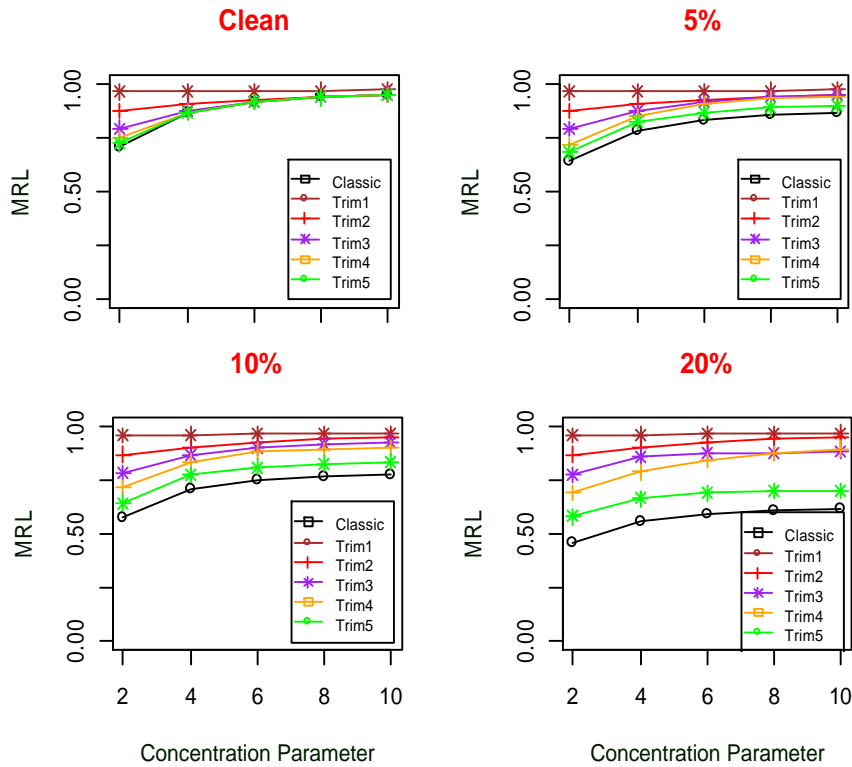 Clean
MRL
0.00
0.50
1.00
Classic
Trim1
Trim2
Trim3
Trim4
Trim5
5%
MRL
0.00
0.50
1.00
Classic
Trim1
Trim2
Trim3
Trim4
Trim5
10%
MRL
0.00
0.50
1.00
Classic
Trim1
Trim2
Trim3
Trim4
Trim5
2 4 6 8 10
Concentration Parameter
20%
MRL
0.00
0.50
1.00
Classic
Trim1
Trim2
Trim3
Trim4
Trim5
2 4 6 8 10
Concentration Parameter